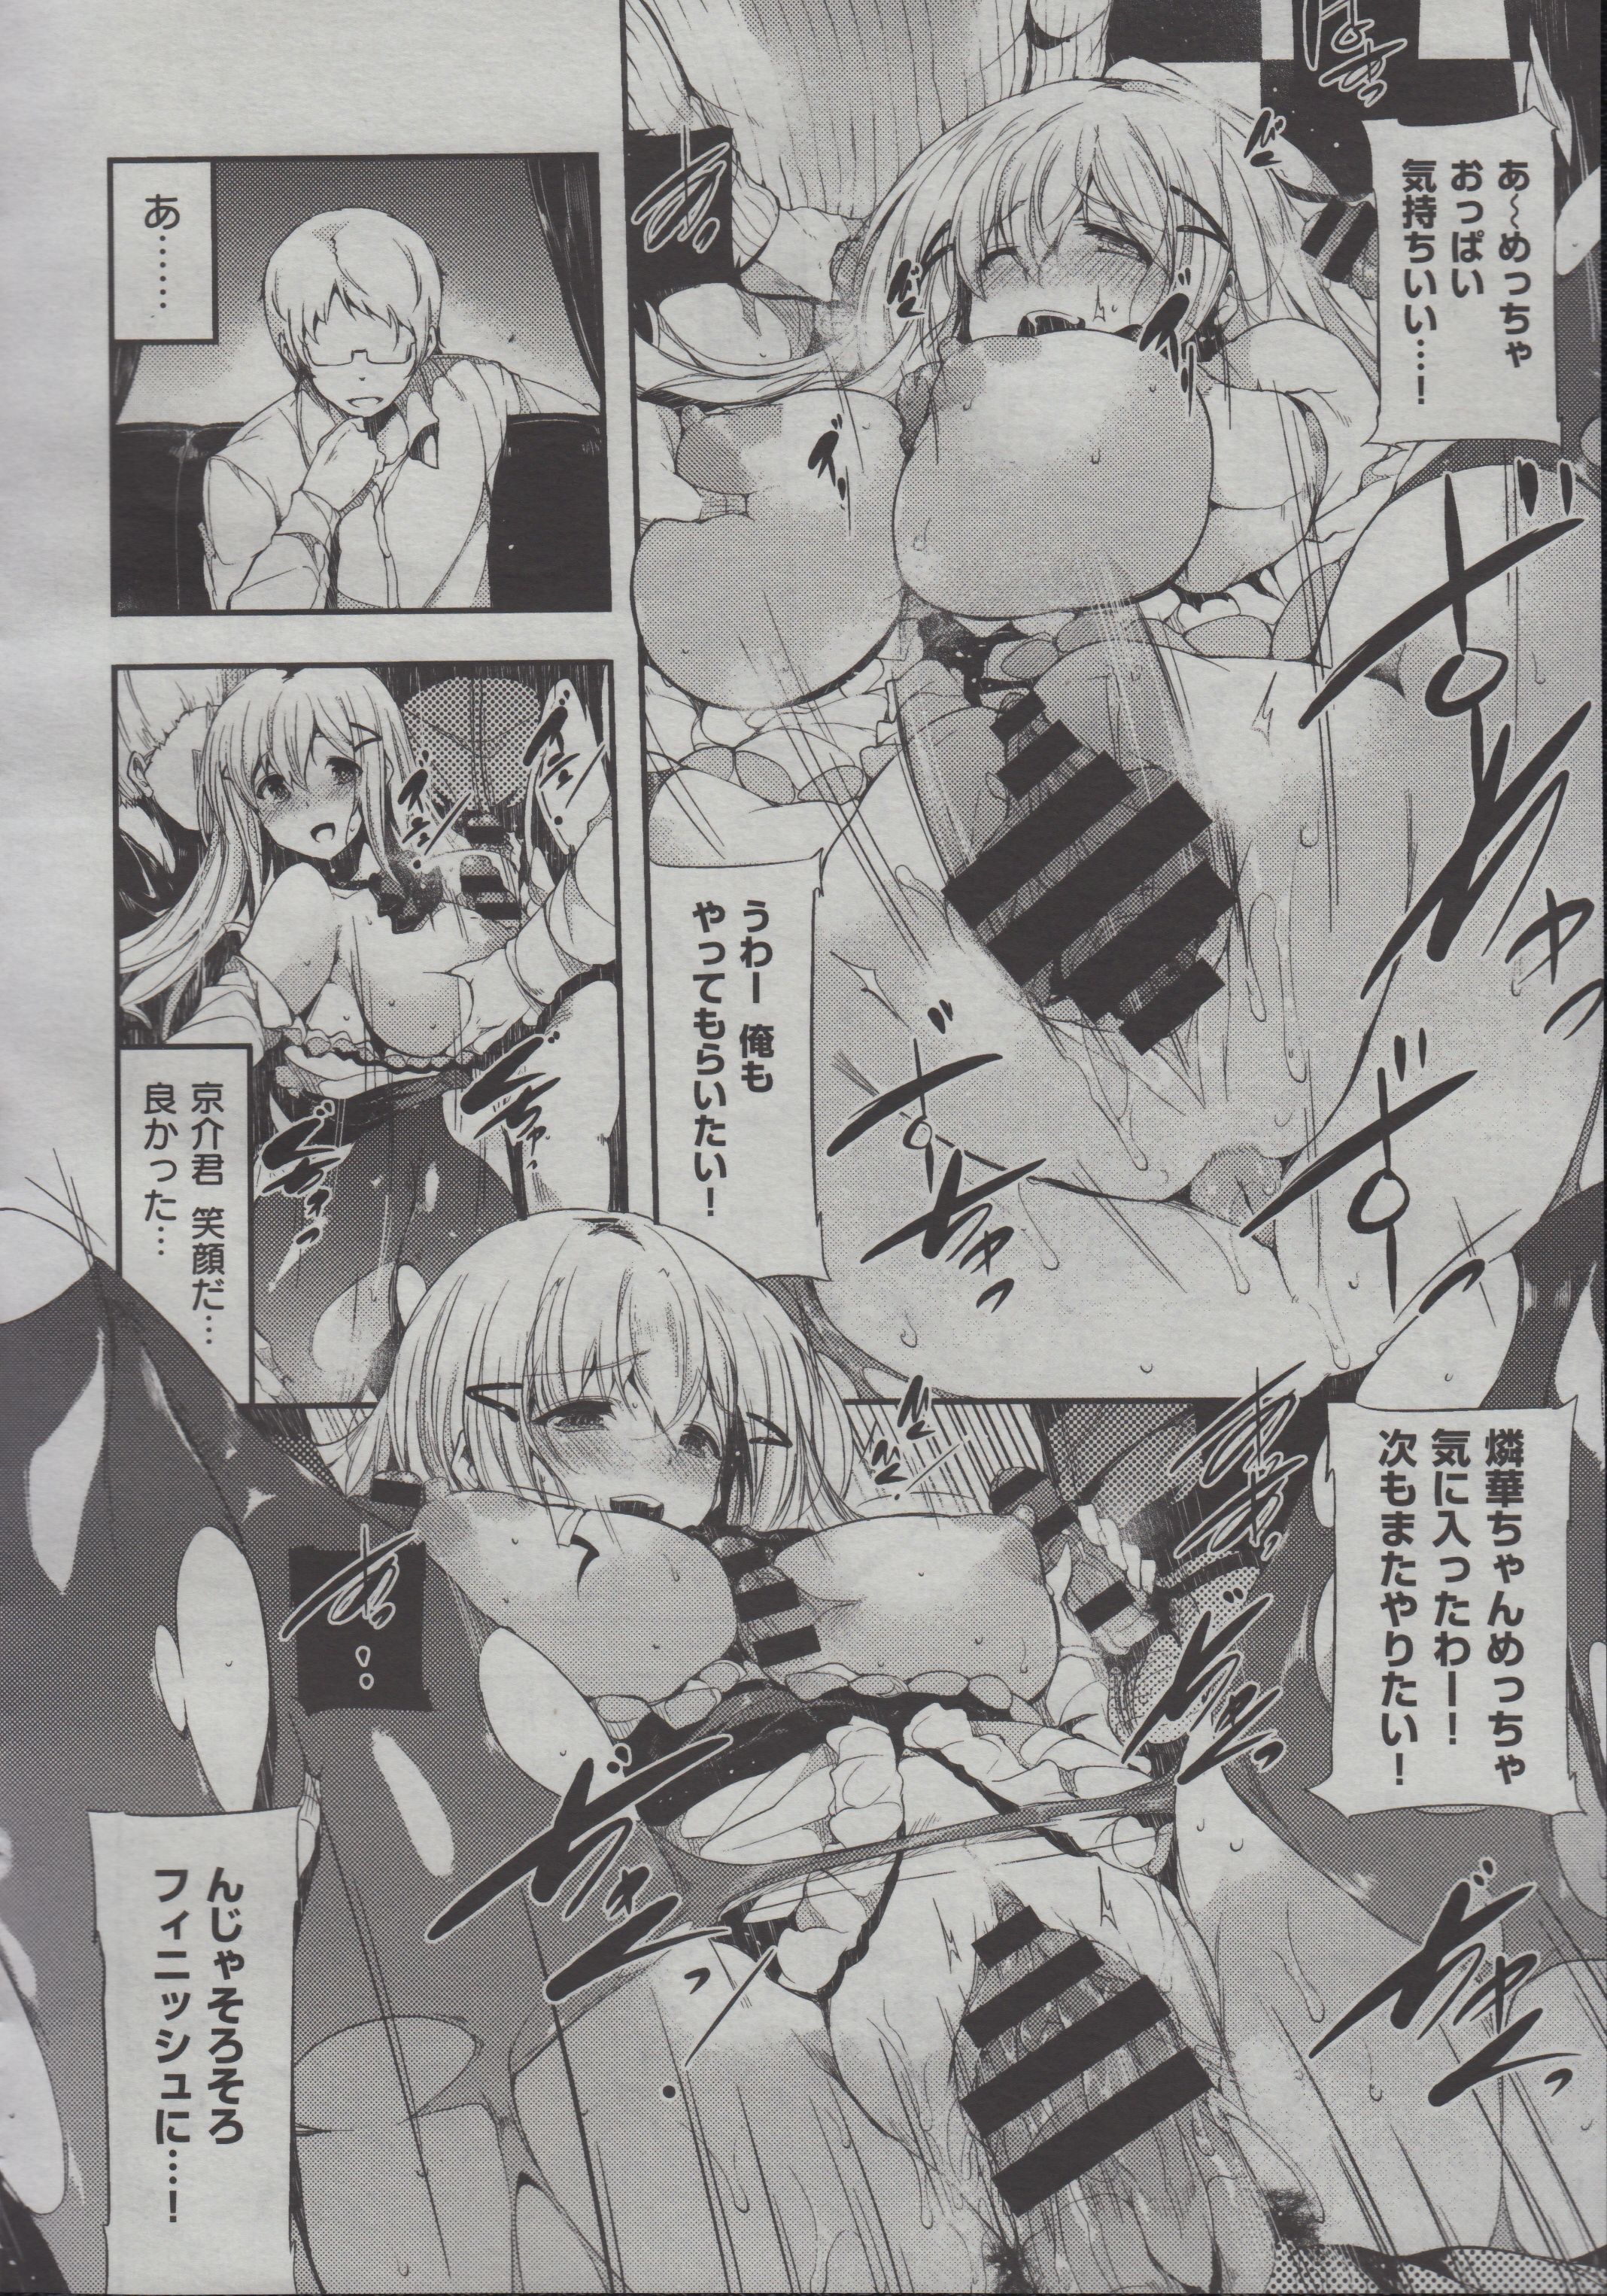 あ〜めっちゃ
おっぱい
気持ちいい…！
うわー 俺も
やってもらいたい！
あ……
京介君 笑顔だ…
良かった…
燐華ちゃんめっちゃ
気に入ったわー！
次もまたやりたい！
んじゃそろそろ
フィニッシュに…！